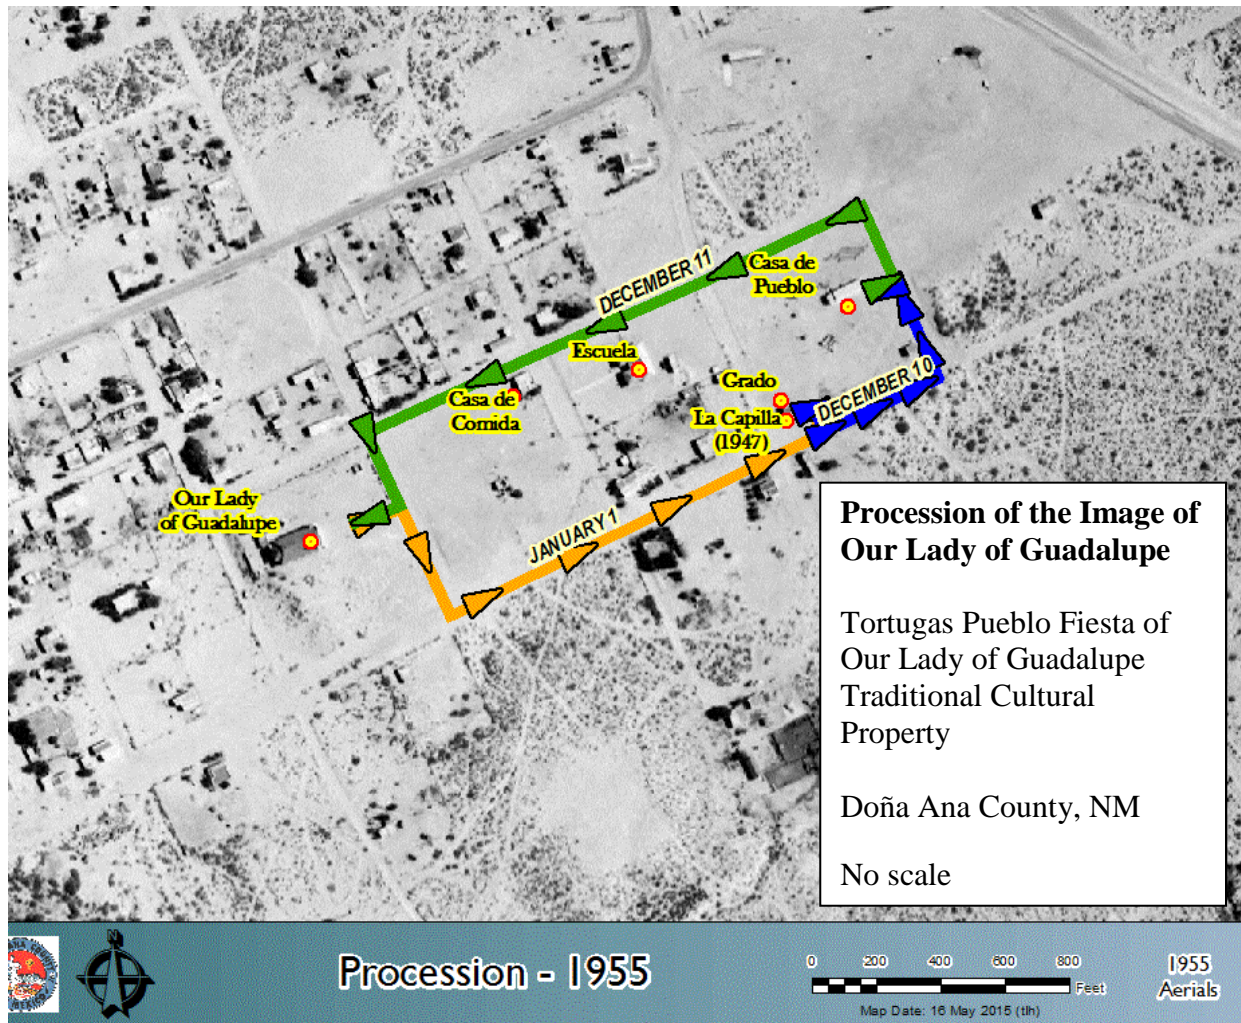 DECEMBER 11
Casa de
Pueblo
Escuela
Grado
DECEMBER 10
Casa de
Comida
La Capilla
(1947)
Our Lady
of Guadalupe
JANUARY 1
Procession of the Image of
Our Lady of Guadalupe
Tortugas Pueblo Fiesta of
Our Lady of Guadalupe
Traditional Cultural
Property
Doña Ana County, NM
No scale
N
Procession - 1955
0 200 400 600 800
Feet
Map Date: 16 May 2015 (tlh)
1955
Aerials